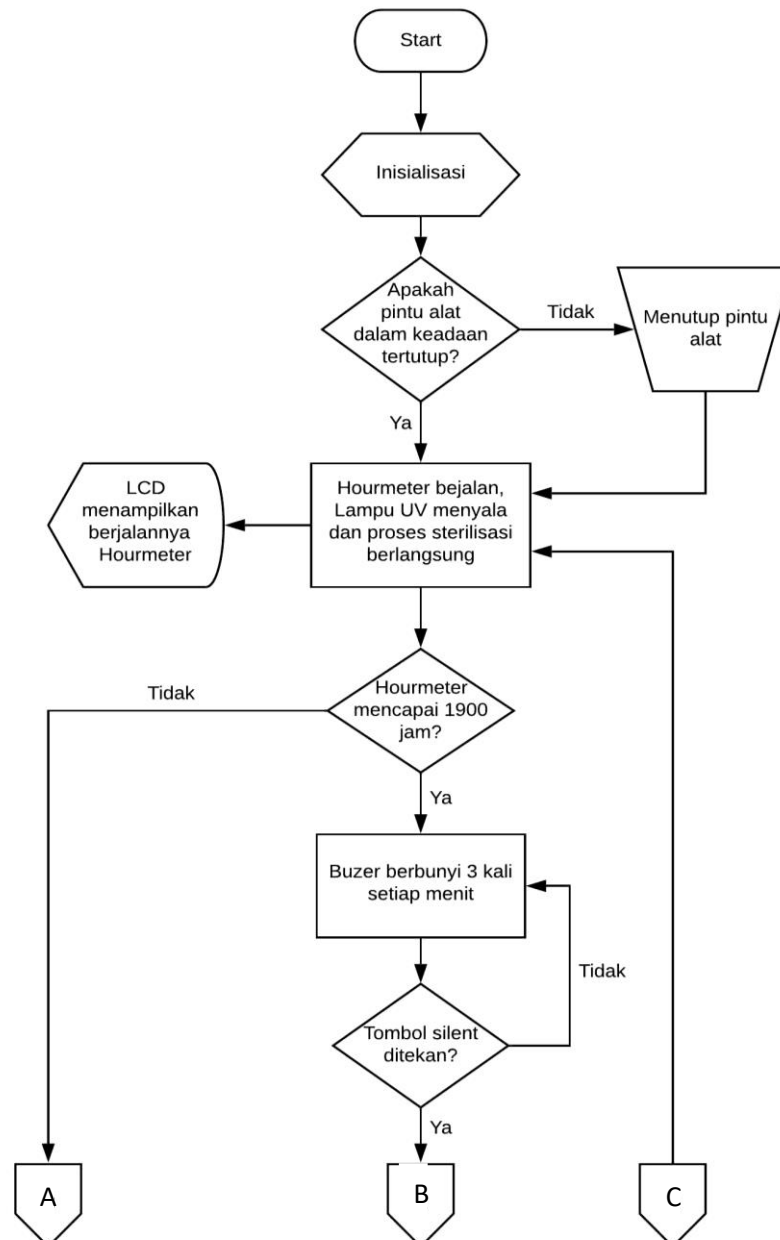 Start
Inisialisasi
Apakah
pintu alat
dalam keadaan
tertutup?
Tidak
Menutup pintu
alat
Ya
Hourmeter bejalan,
Lampu UV menyala
dan proses sterilisasi
berlangsung
LCD
menampilkan
berjalannya
Hourmeter
Tidak
Hourmeter
mencapai 1900
jam?
Ya
Buzer berbunyi 3 kali
setiap menit
Tidak
Tombol silent
ditekan?
Ya
A
B
C